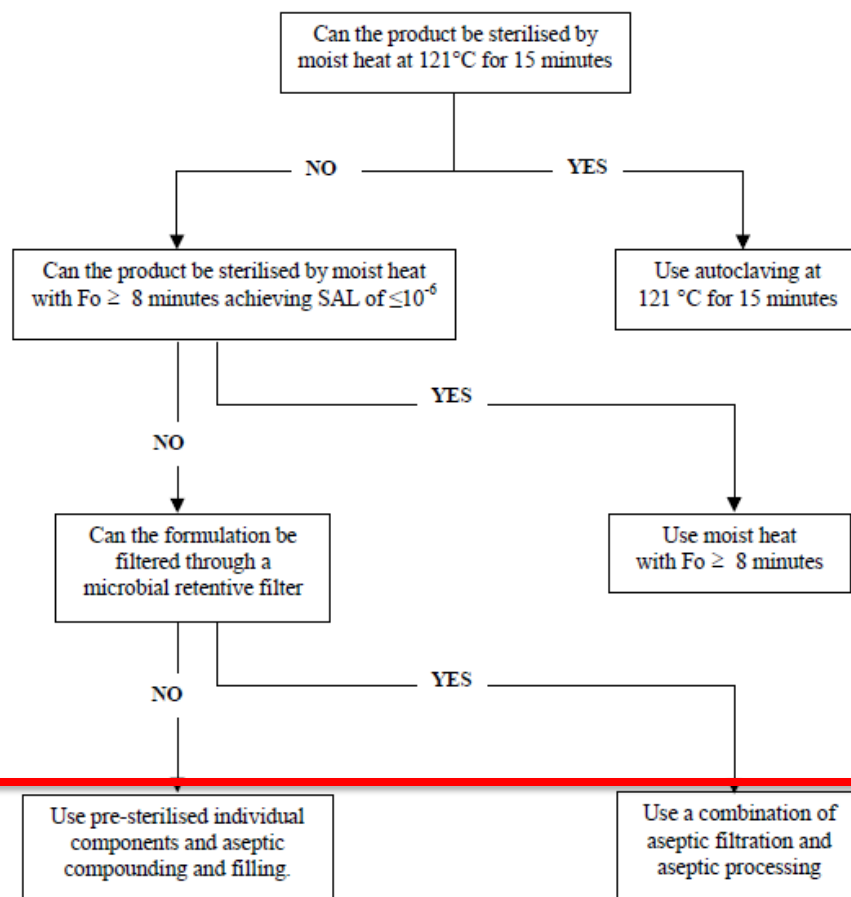 Can the product be sterilised by
moist heat at 121°C for 15 minutes
NO
YES
Can the product be sterilised by moist heat
with Fo ≥ 8 minutes achieving SAL of ≤10⁻⁶
Use autoclaving at
121 °C for 15 minutes
YES
NO
Can the formulation be
filtered through a
microbial retentive filter
Use moist heat
with Fo ≥ 8 minutes
YES
NO
Use pre-sterilised individual
components and aseptic
compounding and filling.
Use a combination of
aseptic filtration and
aseptic processing